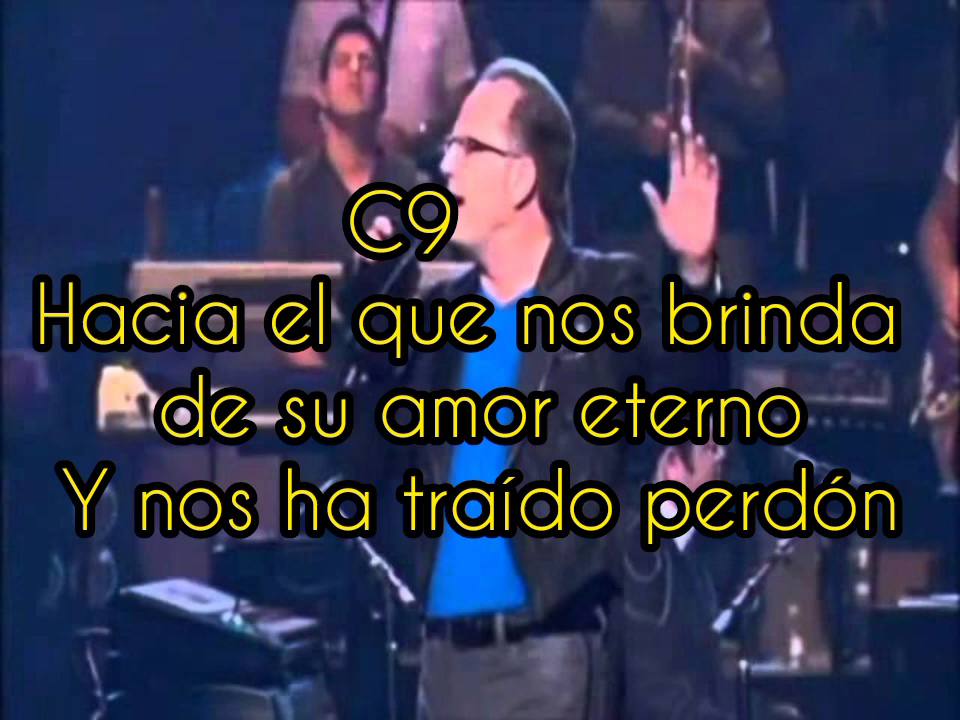 C9
Hacia el que nos brinda
de su amor eterno
Y nos ha traído perdón